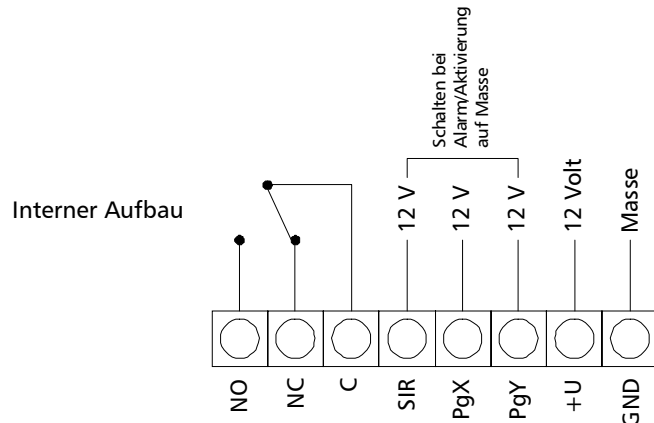 Schalten bei
Alarm/Aktivierung
auf Masse
Interner Aufbau
12 V
12 V
12 V
12 Volt
Masse
NO
NC
C
SIR
PgX
PgY
+U
GND